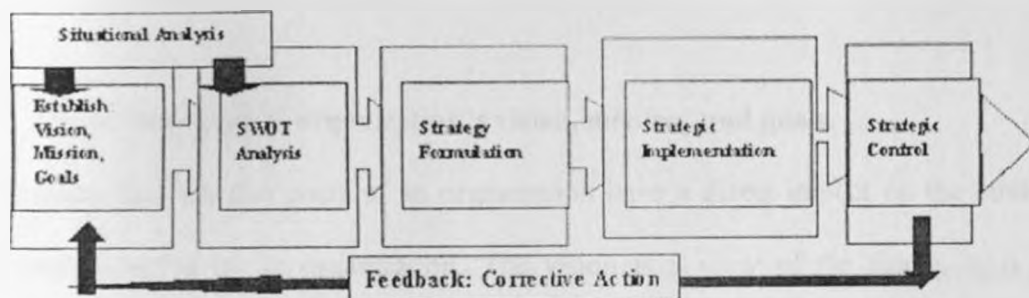 Situational Analysis
Establish
Vision,
Mission,
Goals
SWOT
Analysis
Strategy
Formulation
Strategic
Implementation
Strategic
Control
Feedback: Corrective Action